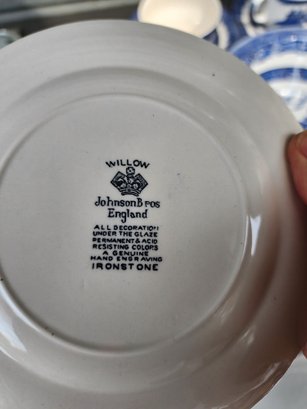 WILLOW
Johnson Bros
England
ALL DECORATION
UNDER THE GLAZE
PERMANENT & ACID
RESISTING COLORS
A GENUINE
HAND ENGRAVING
IRONSTONE